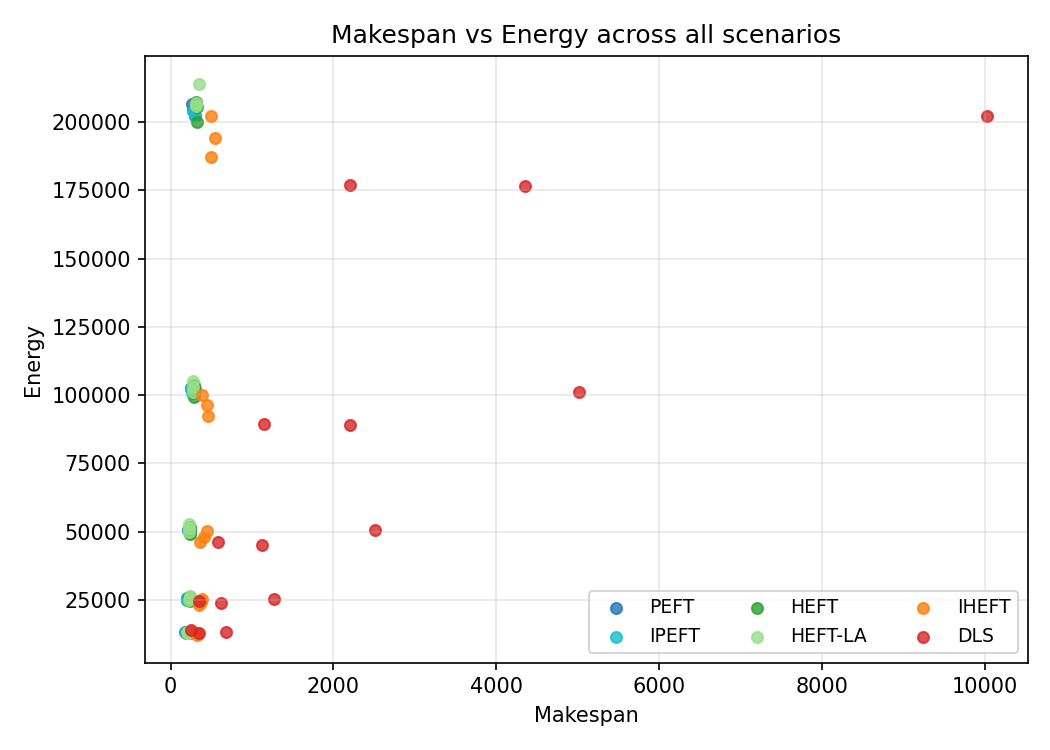 Makespan vs Energy across all scenarios
Energy
200000
175000
150000
125000
100000
75000
50000
25000
0
2000
4000
6000
8000
10000
Makespan
PEFT
HEFT
IHEFT
IPEFT
HEFT-LA
DLS